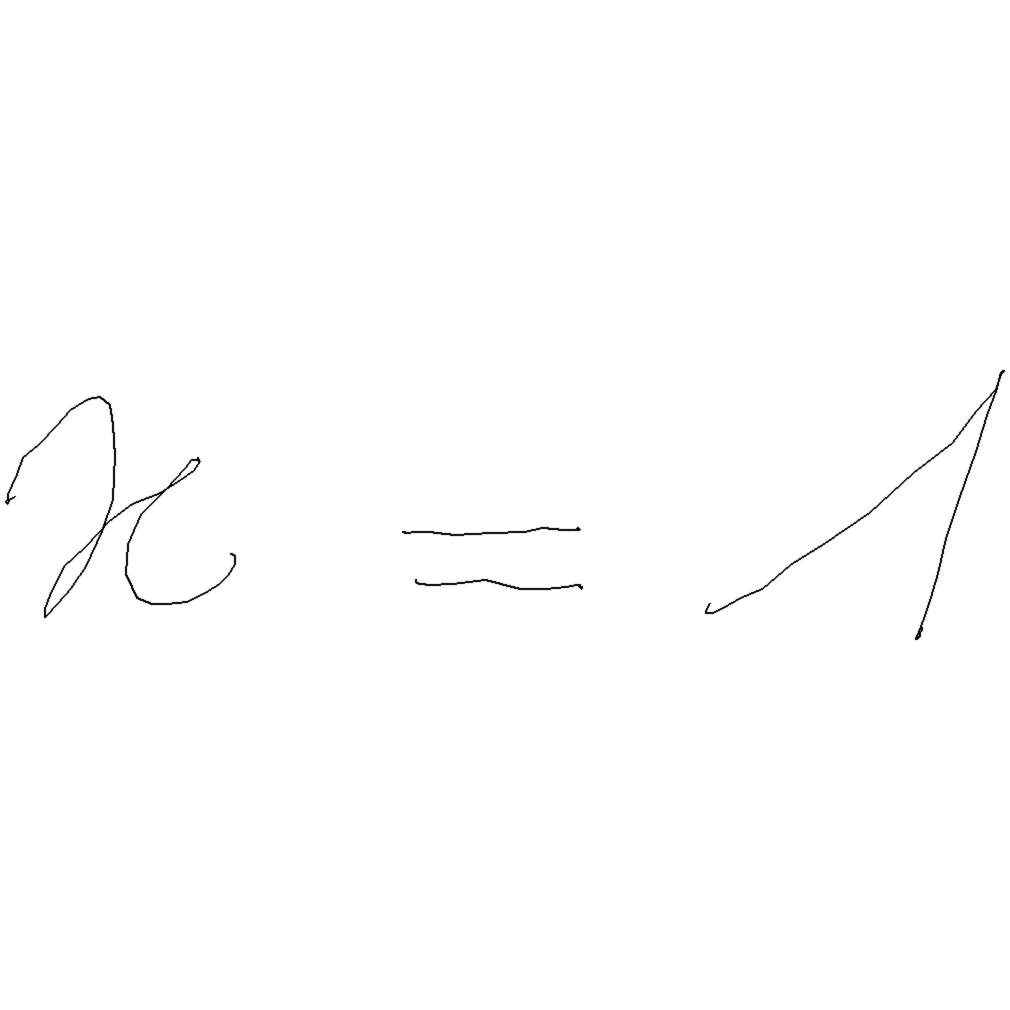 x = 1